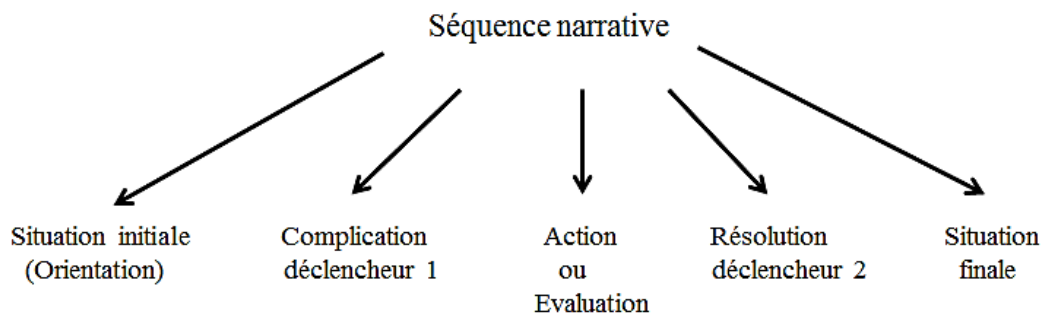 Séquence narrative
Situation initiale
(Orientation)
Complication
déclencheur 1
Action
ou
Evaluation
Résolution
déclencheur 2
Situation
finale